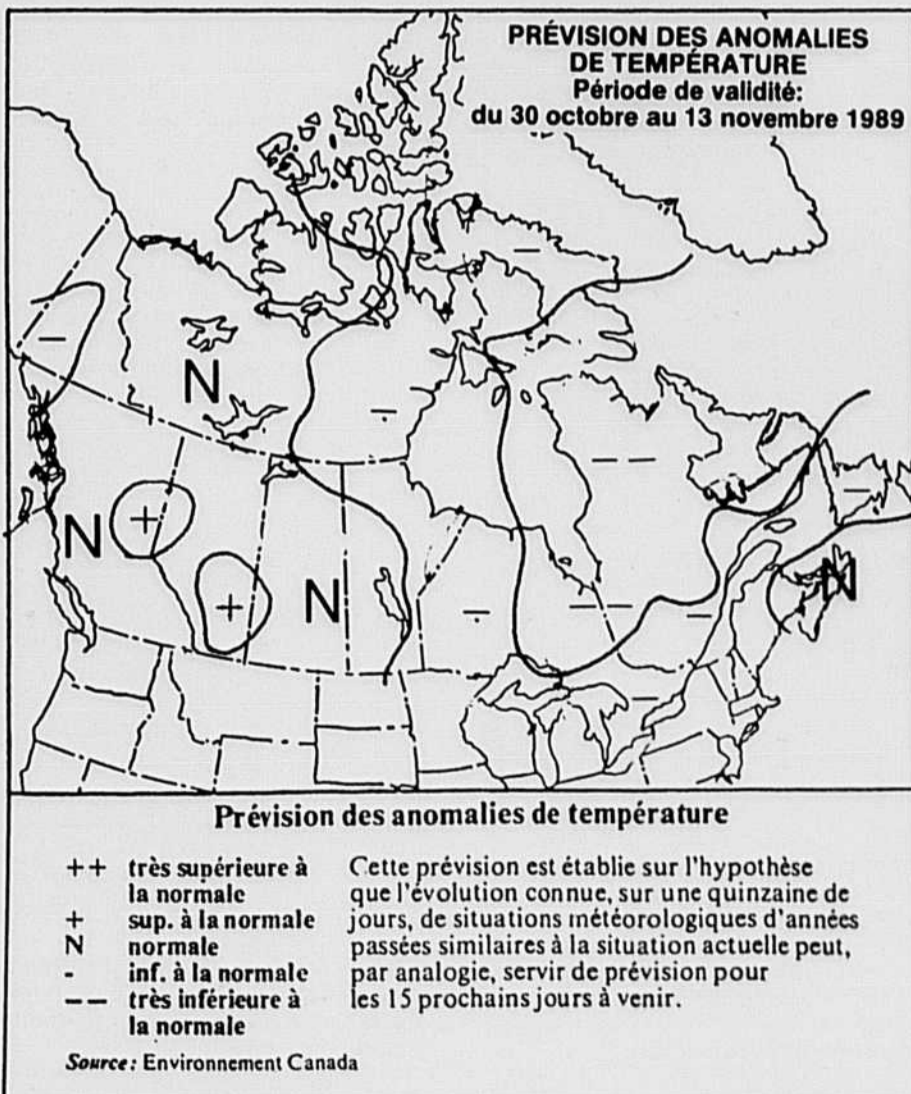 PRÉVISION DES ANOMALIES
DE TEMPÉRATURE
Période de validité:
du 30 octobre au 13 novembre 1989
-
-
N
-
- -
-
+
N
+
N
-
- -
-
N
-
Prévision des anomalies de température
++ très supérieure à
la normale
+ sup. à la normale
N normale
- inf. à la normale
-- très inférieure à
la normale
Cette prévision est établie sur l'hypothèse
que l'évolution connue, sur une quinzaine de
jours, de situations météorologiques d'années
passées similaires à la situation actuelle peut,
par analogie, servir de prévision pour
les 15 prochains jours à venir.
Source: Environnement Canada